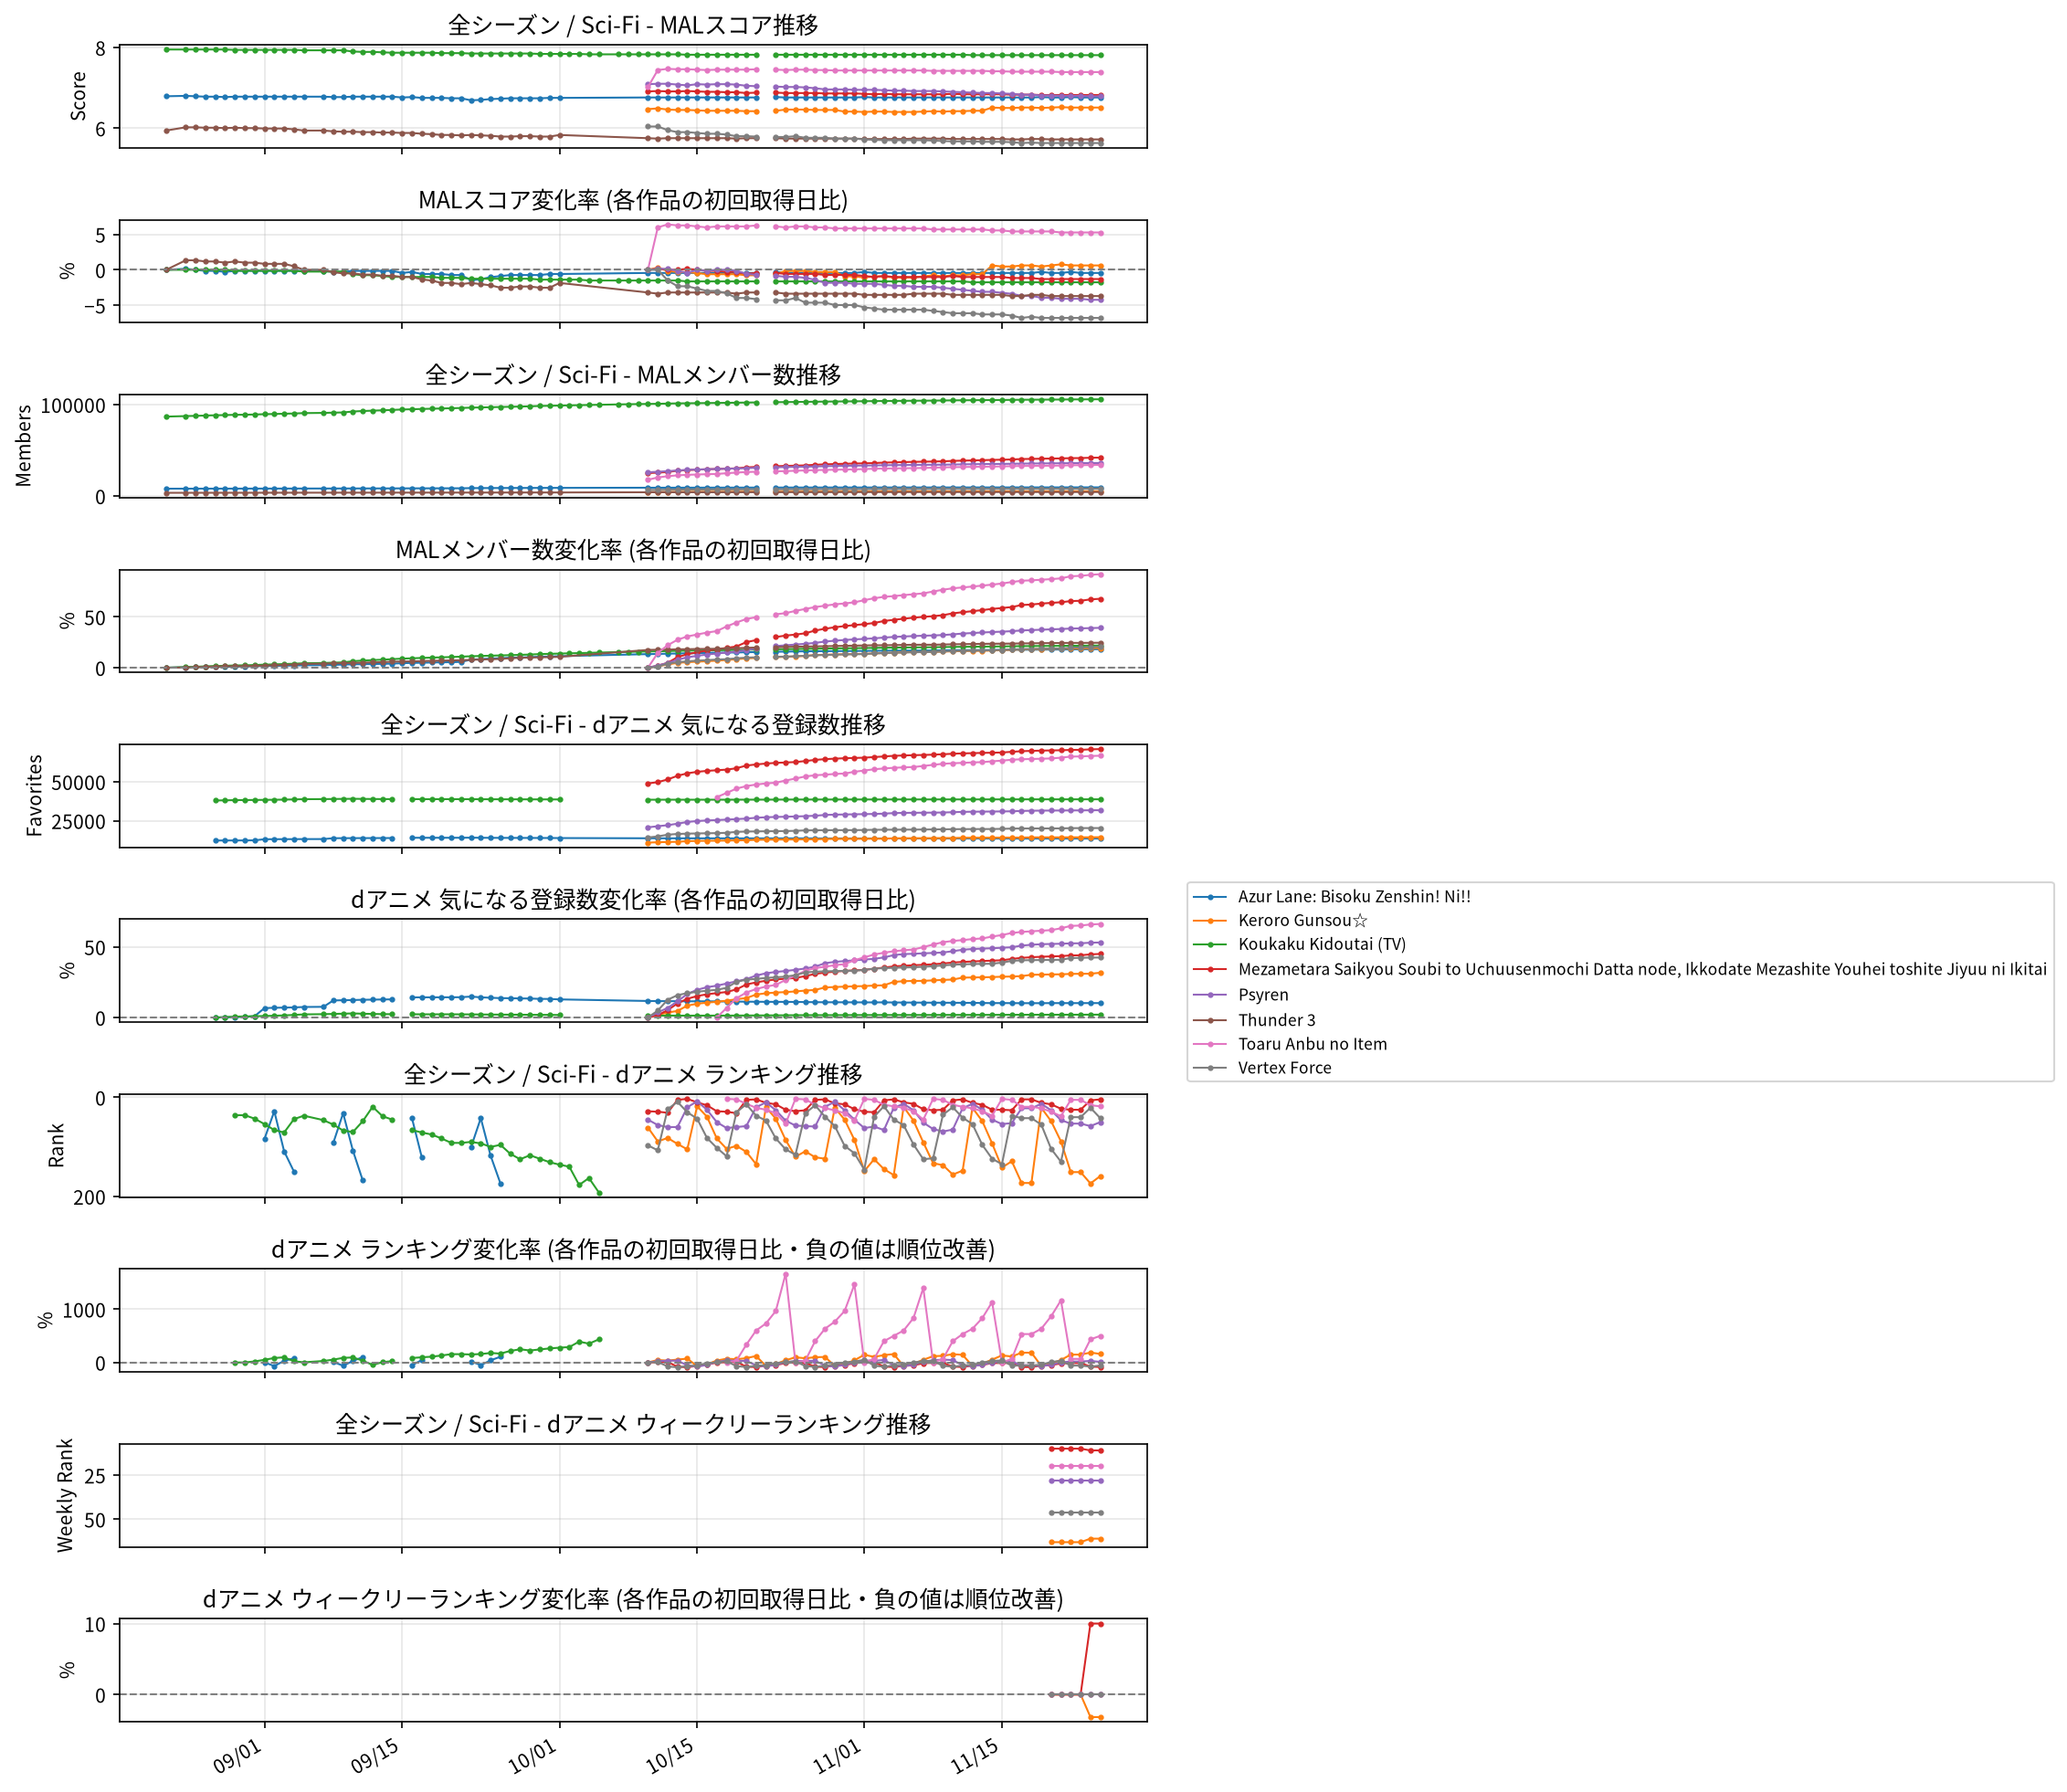 全シーズン / Sci-Fi - MALスコア推移
Score
8
6
MALスコア変化率 (各作品の初回取得日比)
%
5
0
−5
全シーズン / Sci-Fi - MALメンバー数推移
Members
100000
0
MALメンバー数変化率 (各作品の初回取得日比)
%
50
0
全シーズン / Sci-Fi - dアニメ 気になる登録数推移
Favorites
50000
25000
dアニメ 気になる登録数変化率 (各作品の初回取得日比)
%
50
0
Azur Lane: Bisoku Zenshin! Ni!!
Keroro Gunsou☆
Koukaku Kidoutai (TV)
Mezametara Saikyou Soubi to Uchuusenmochi Datta node, Ikkodate Mezashite Youhei toshite Jiyuu ni Ikitai
Psyren
Thunder 3
Toaru Anbu no Item
Vertex Force
全シーズン / Sci-Fi - dアニメ ランキング推移
Rank
0
200
dアニメ ランキング変化率 (各作品の初回取得日比・負の値は順位改善)
%
1000
0
全シーズン / Sci-Fi - dアニメ ウィークリーランキング推移
Weekly Rank
25
50
dアニメ ウィークリーランキング変化率 (各作品の初回取得日比・負の値は順位改善)
%
10
0
09/01
09/15
10/01
10/15
11/01
11/15